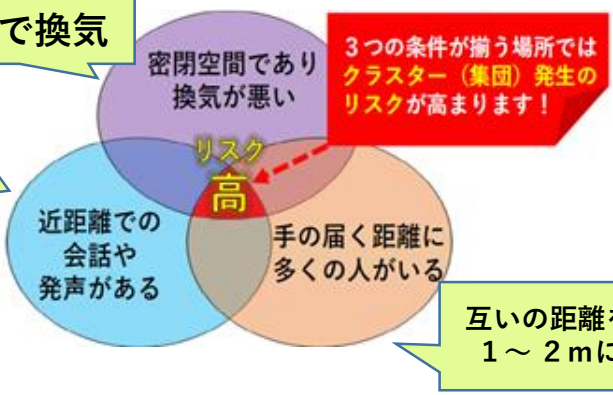 で換気
密閉空間であり
換気が悪い
3つの条件が揃う場所では
クラスター（集団）発生の
リスクが高まります！
リスク
高
近距離での
会話や
発声がある
手の届く距離に
多くの人がいる
互いの距離を
1～2mに